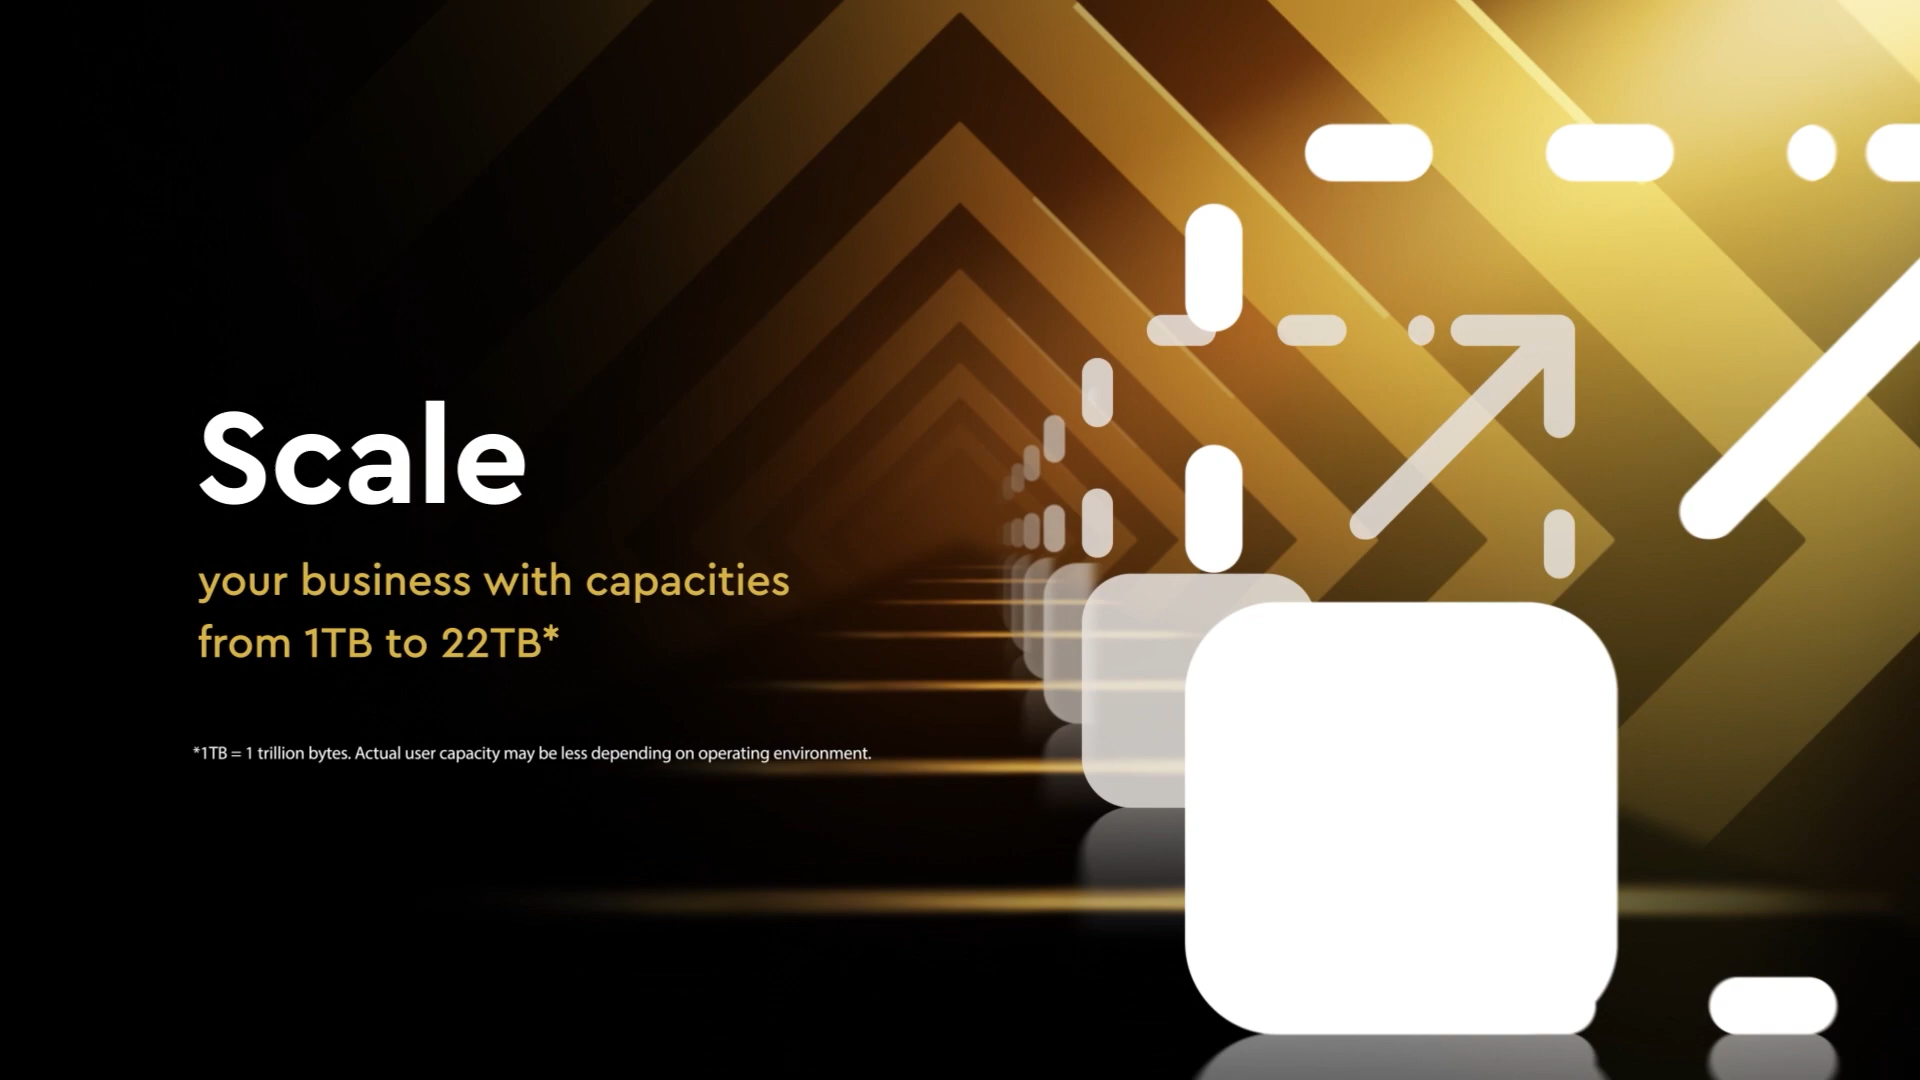 Scale
your business with capacities
from 1TB to 22TB*
*1TB = 1 trillion bytes. Actual user capacity may be less depending on operating environment.